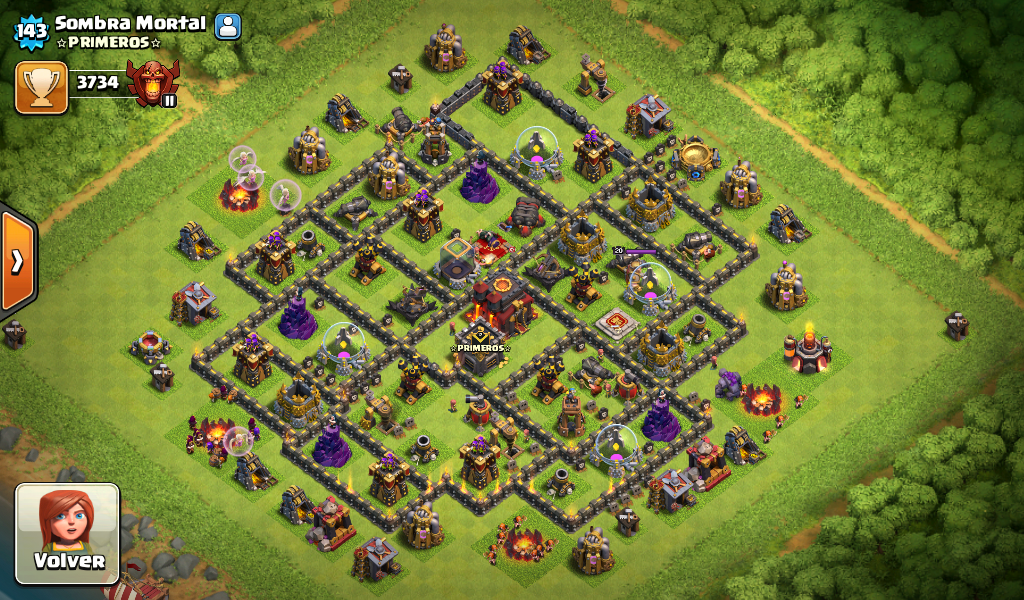 143 Sombra Mortal
☆PRIMEROS☆
3734
20
☆PRIMEROS☆
Volver